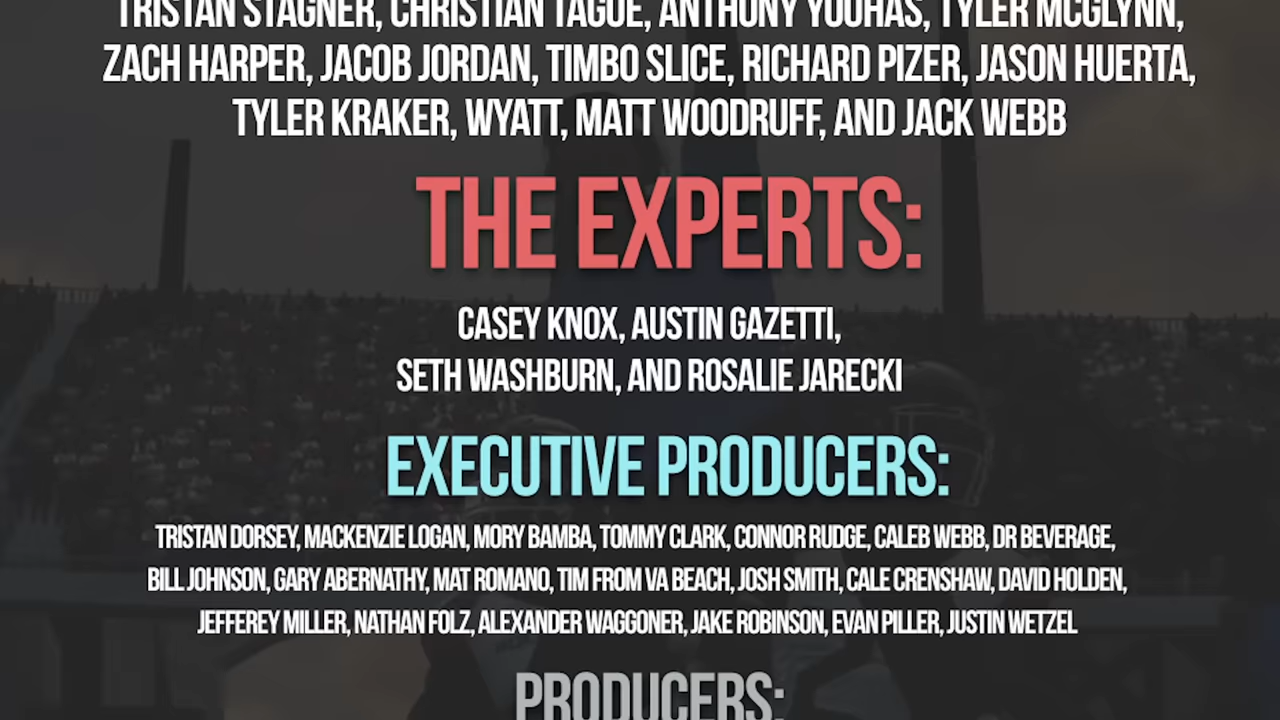 TRISTAN STAGNER, CHRISTIAN TAGUE, ANTHONY YOUHAS, TYLER MCGLYNN,
ZACH HARPER, JACOB JORDAN, TIMBO SLICE, RICHARD PIZER, JASON HUERTA,
TYLER KRAKER, WYATT, MATT WOODRUFF, AND JACK WEBB
THE EXPERTS:
CASEY KNOX, AUSTIN GAZETTI,
SETH WASHBURN, AND ROSALIE JARECKI
EXECUTIVE PRODUCERS:
TRISTAN DORSEY, MACKENZIE LOGAN, MORY BAMBA, TOMMY CLARK, CONNOR RUDGE, CALEB WEBB, DR BEVERAGE,
BILL JOHNSON, GARY ABERNATHY, MAT ROMANO, TIM FROM VA BEACH, JOSH SMITH, CALE CRENSHAW, DAVID HOLDEN,
JEFFEREY MILLER, NATHAN FOLZ, ALEXANDER WAGGONER, JAKE ROBINSON, EVAN PILLER, JUSTIN WETZEL
PRODUCERS: